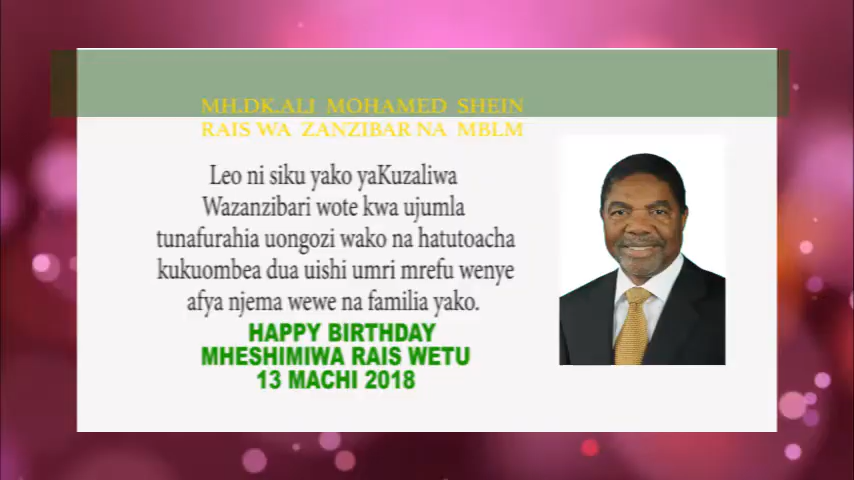 MH.DK.ALI MOHAMED SHEIN
RAIS WA ZANZIBAR NA MBLM
Leo ni siku yako yaKuzaliwa
Wazanzibari wote kwa ujumla
tunafurahia uongozi wako na hatutoacha
kukuombea dua uishi umri mrefu wenye
afya njema wewe na familia yako.
HAPPY BIRTHDAY
MHESHIMIWA RAIS WETU
13 MACHI 2018